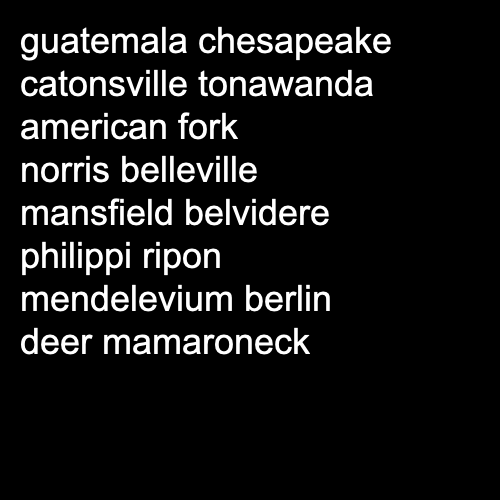 guatemala chesapeake
catonsville tonawanda
american fork
norris belleville
mansfield belvidere
philippi ripon
mendelevium berlin
deer mamaroneck